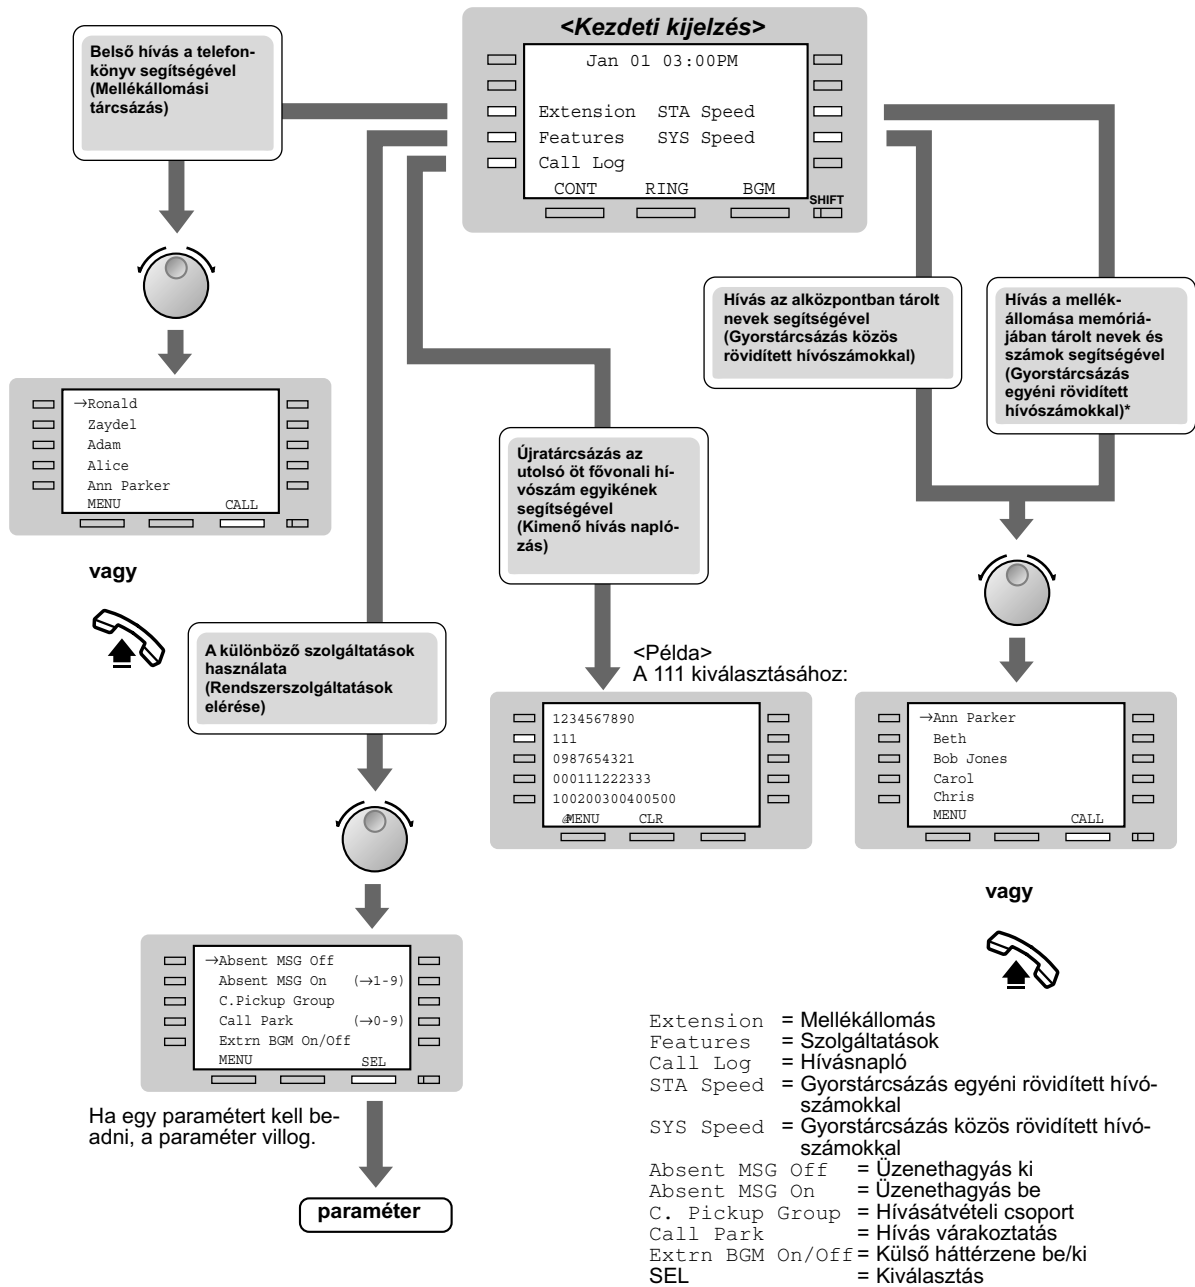 <Kezdeti kijelzés>
Jan 01 03:00PM
Extension STA Speed
Features SYS Speed
Call Log
CONT RING BGM
SHIFT
Belső hívás a telefon-
könyv segítségével
(Mellékállomási
tárcsázás)
→Ronald
Zaydel
Adam
Alice
Ann Parker
MENU CALL
vagy
A különböző szolgáltatások
használata
(Rendszerszolgáltatások
elérése)
→Absent MSG Off
Absent MSG On (→1-9)
C.Pickup Group
Call Park (→0-9)
Extrn BGM On/Off
MENU SEL
Ha egy paramétert kell be-
adni, a paraméter villog.
paraméter
Újratárcsázás az
utolsó öt fővonali hí-
vószám egyikének
segítségével
(Kimenő hívás napló-
zás)
<Példa>
A 111 kiválasztásához:
1234567890
111
0987654321
000111222333
100200300400500
MENU CLR
Hívás az alközpontban tárolt
nevek segítségével
(Gyorstárcsázás közös
rövidített hívószámokkal)
Hívás a mellék-
állomása memóriá-
jában tárolt nevek és
számok segítségével
(Gyorstárcsázás
egyéni rövidített
hívószámokkal)*
→Ann Parker
Beth
Bob Jones
Carol
Chris
MENU CALL
vagy
Extension = Mellékállomás
Features = Szolgáltatások
Call Log = Hívásnapló
STA Speed = Gyorstárcsázás egyéni rövidített hívó-
számokkal
SYS Speed = Gyorstárcsázás közös rövidített hívó-
számokkal
Absent MSG Off = Üzenethagyás ki
Absent MSG On = Üzenethagyás be
C. Pickup Group = Hívásátvételi csoport
Call Park = Hívás várakoztatás
Extrn BGM On/Off = Külső háttérzene be/ki
SEL = Kiválasztás